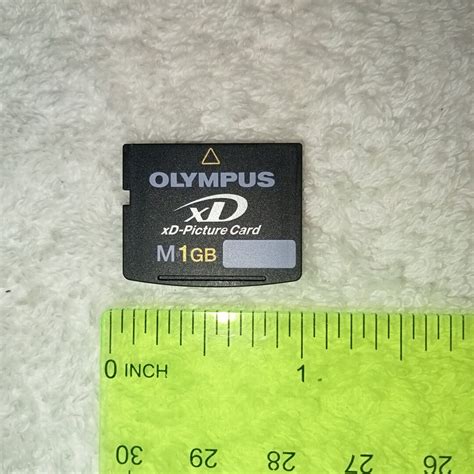 OLYMPUS
xD
xD-Picture Card
M 1GB
0 INCH 1
30 29 28 27 26